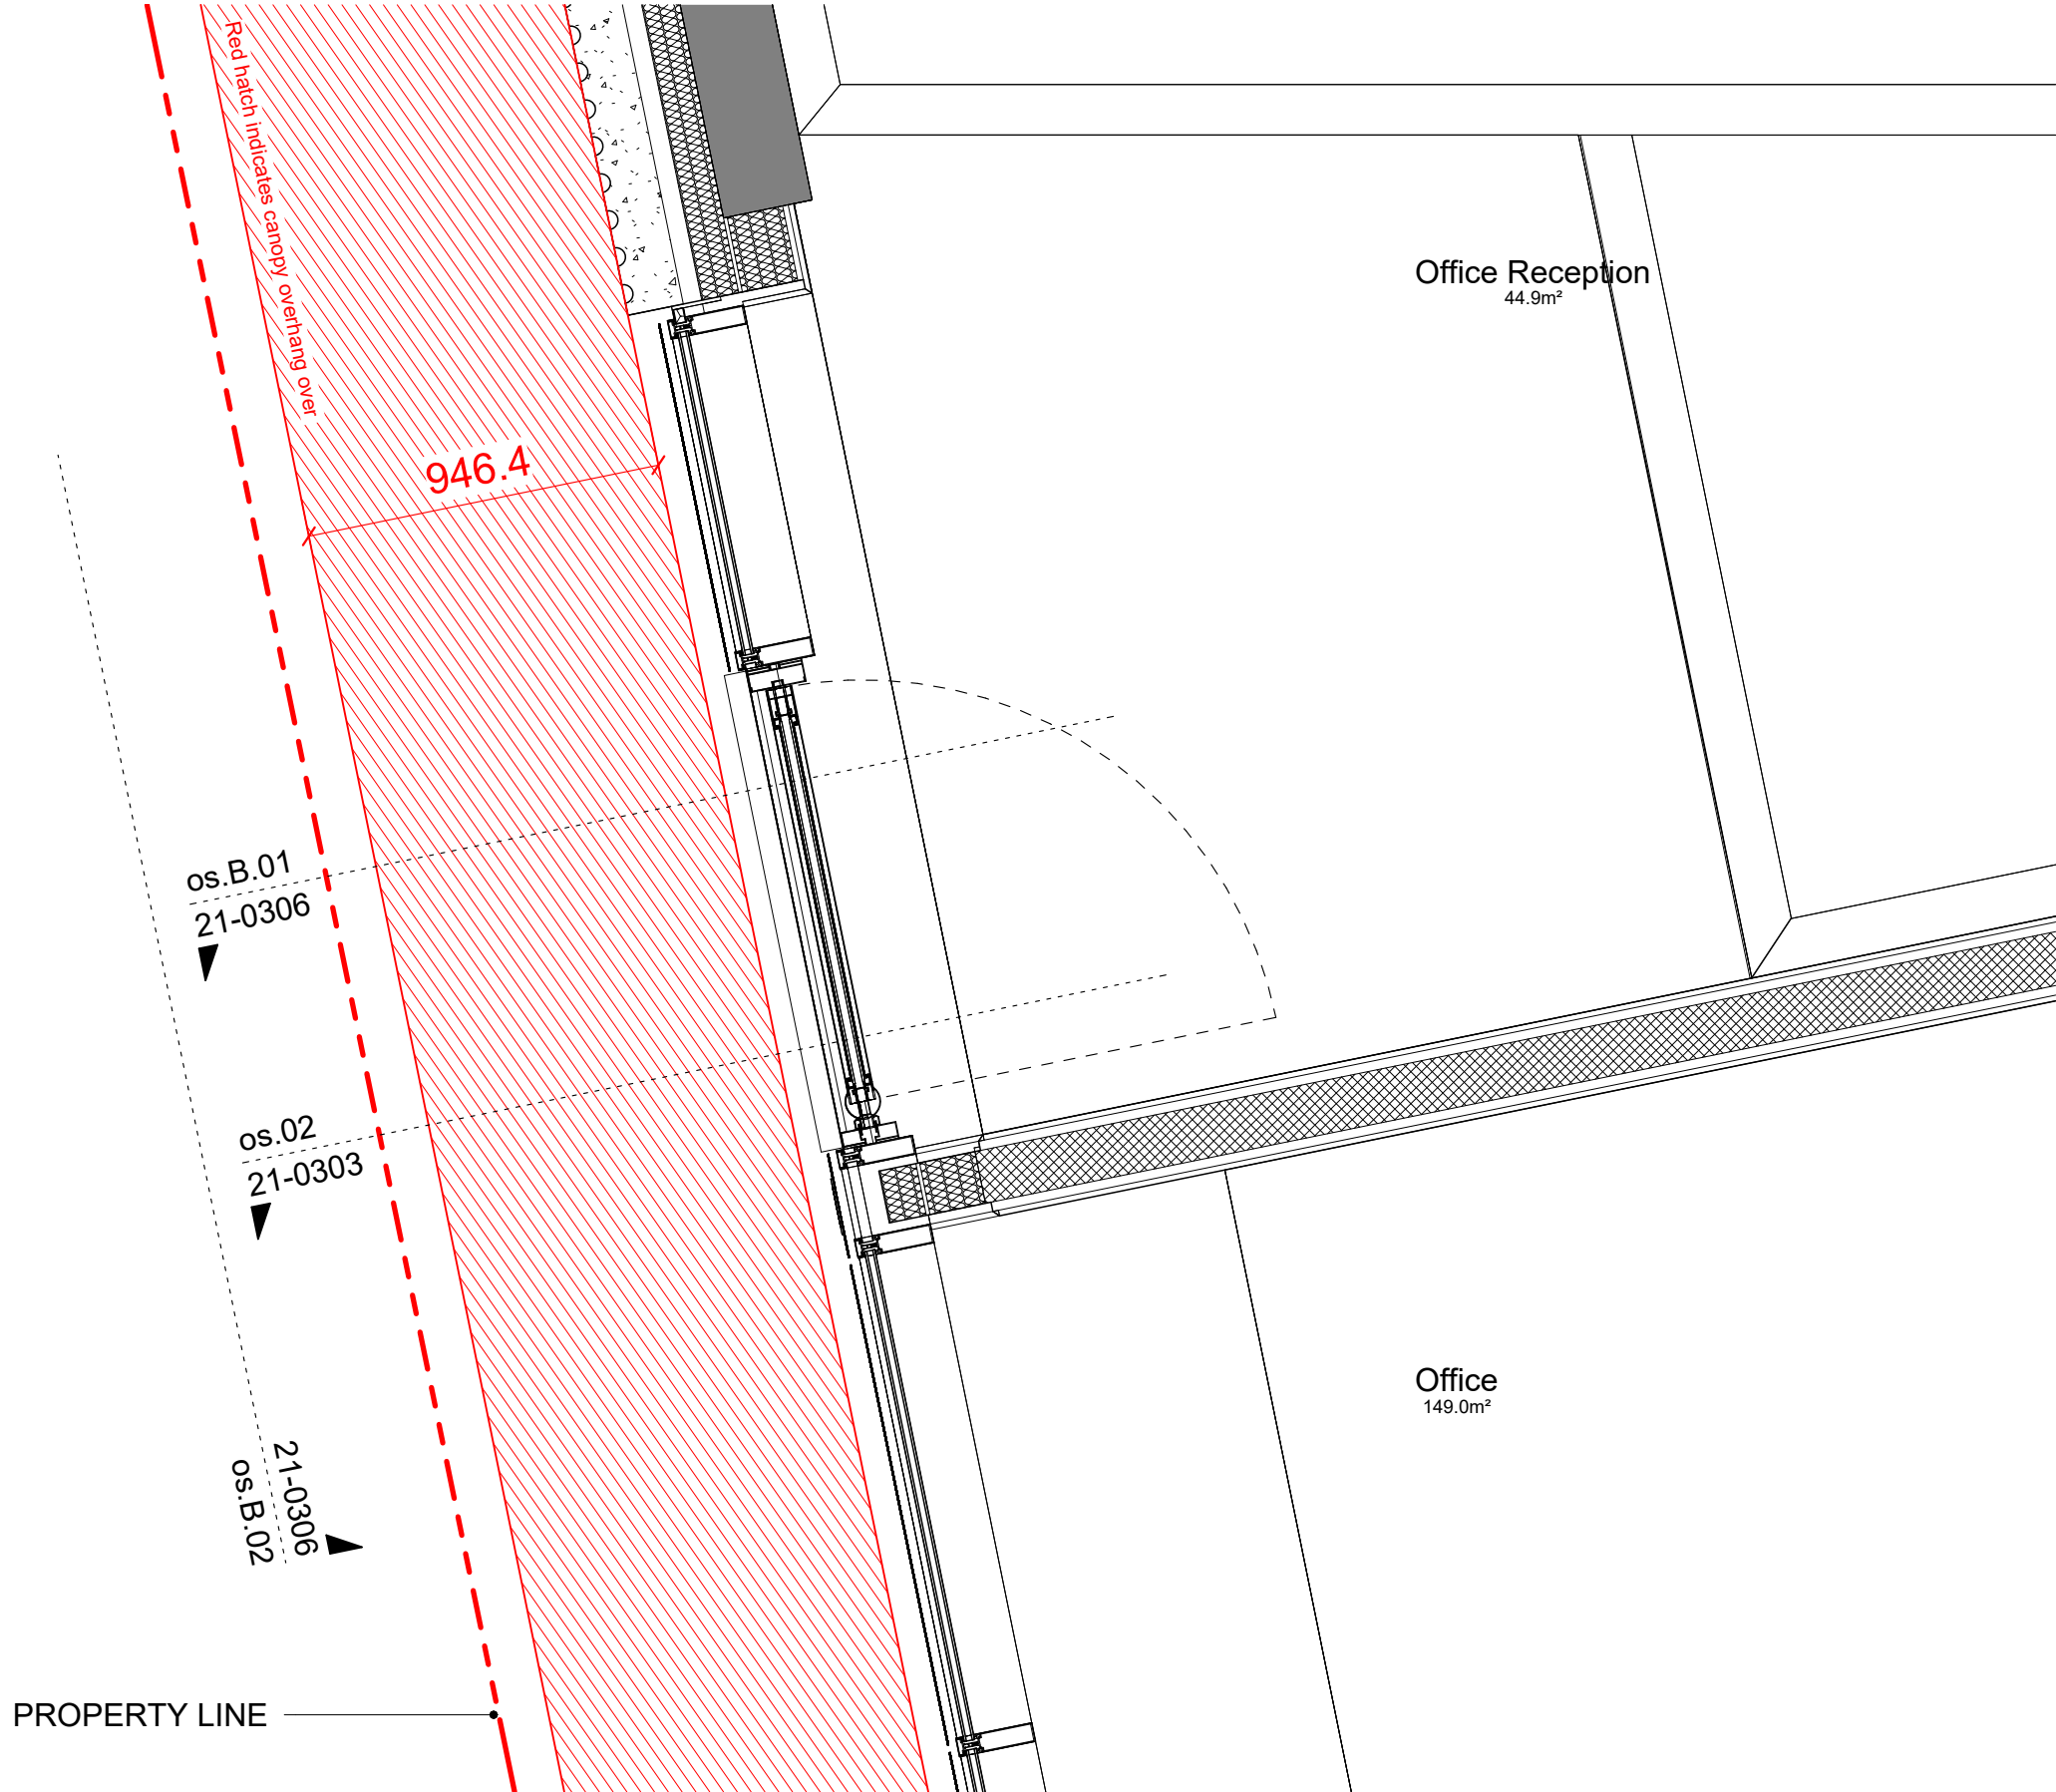 Red hatch indicates canopy overhang over
Office Reception
44.9m²
946.4
os.B.01
21-0306
os.02
21-0303
Office
149.0m²
21-0306
os.B.02
PROPERTY LINE